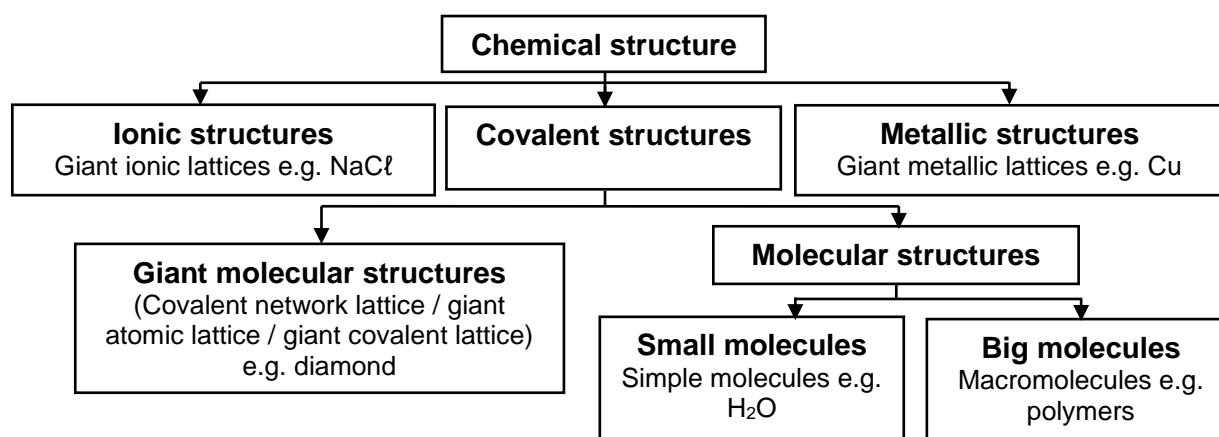 Chemical structure
Ionic structures
Giant ionic lattices e.g. NaCℓ
Covalent structures
Metallic structures
Giant metallic lattices e.g. Cu
Giant molecular structures
(Covalent network lattice / giant
atomic lattice / giant covalent lattice)
e.g. diamond
Molecular structures
Small molecules
Simple molecules e.g.
H₂O
Big molecules
Macromolecules e.g.
polymers